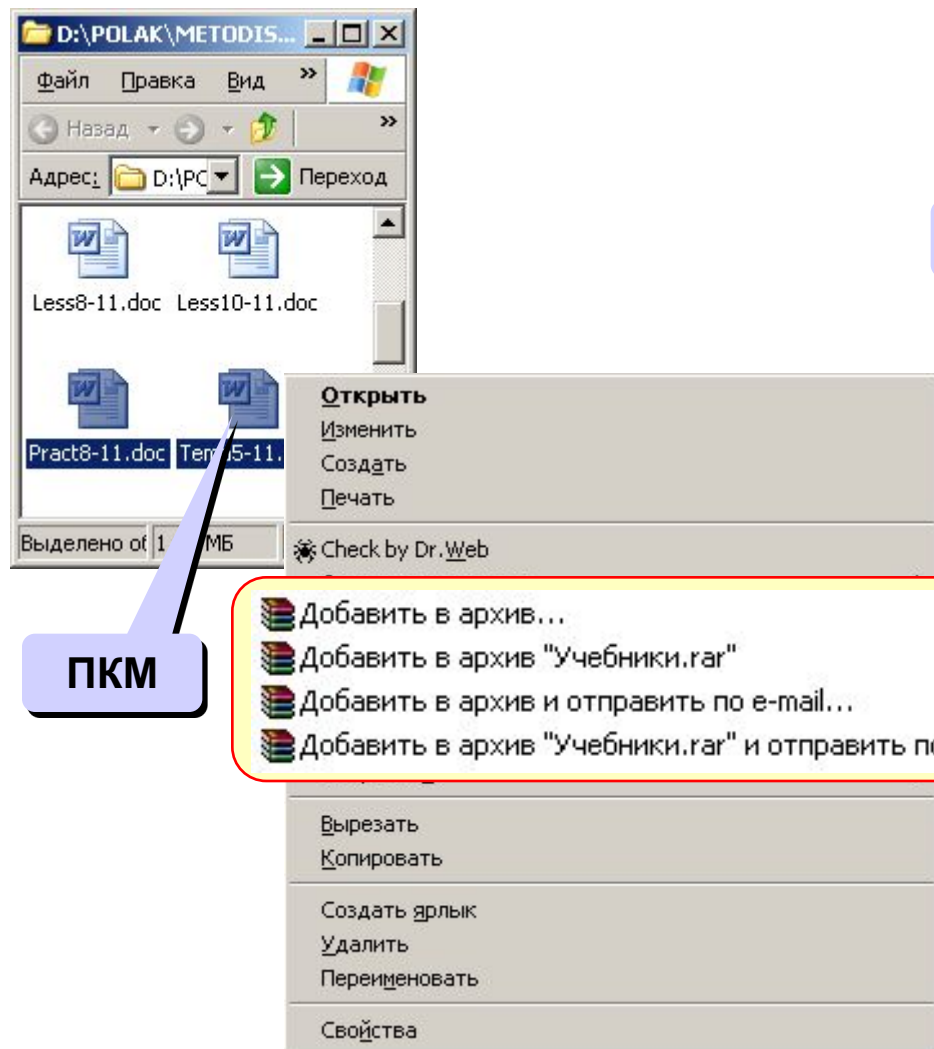 D:\POLAK\METODIS...
Файл Правка Вид »
Назад »
Адрес: D:\PC Переход
Less8-11.doc Less10-11.doc
Pract8-11.doc
Выделено 1 МБ
Открыть
Изменить
Создать
Печать
Check by Dr.Web
Добавить в архив...
Добавить в архив "Учебники.rar"
Добавить в архив и отправить по e-mail...
Добавить в архив "Учебники.rar" и отправить
ПКМ
Вырезать
Копировать
Создать ярлык
Удалить
Переименовать
Свойства